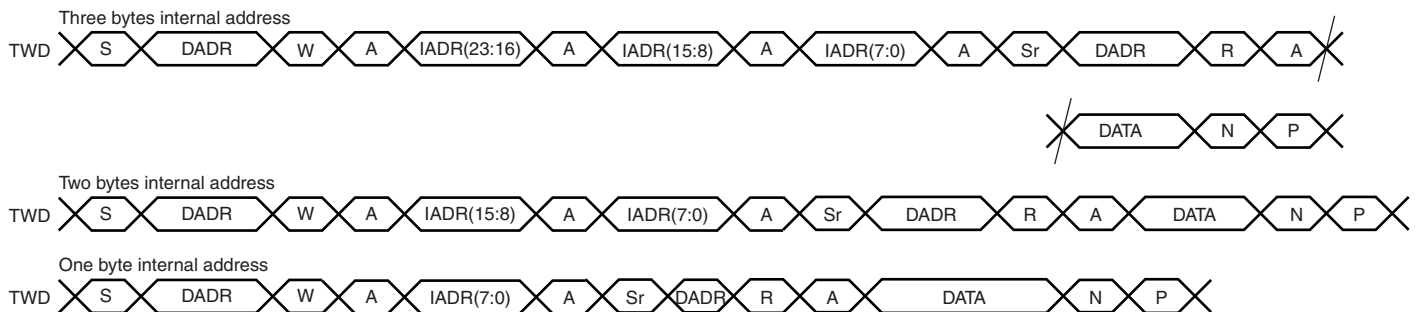 Three bytes internal address
TWD S DADR W A IADR(23:16) A IADR(15:8) A IADR(7:0) A Sr DADR R A
DATA N P
Two bytes internal address
TWD S DADR W A IADR(15:8) A IADR(7:0) A Sr DADR R A DATA N P
One byte internal address
TWD S DADR W A IADR(7:0) A Sr DADR R A DATA N P